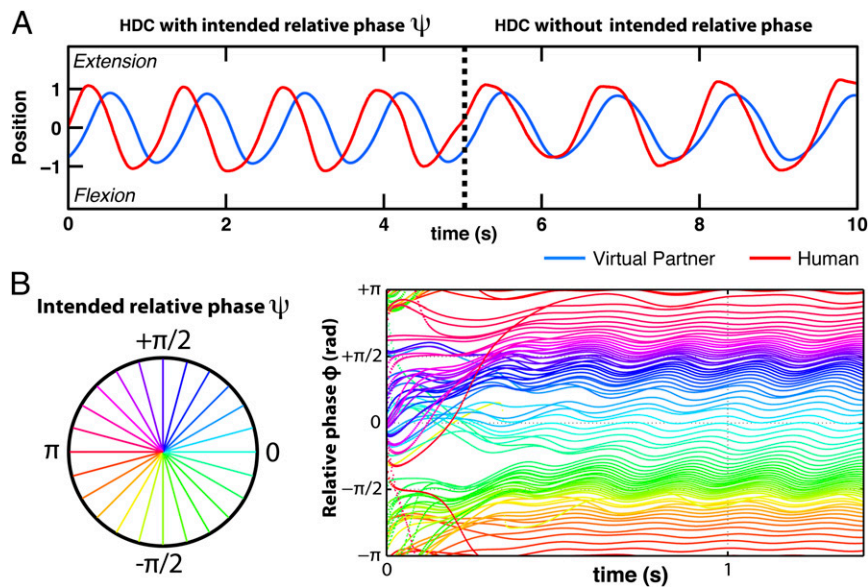 A
HDC with intended relative phase ψ
HDC without intended relative phase
Extension
Position
1
0
−1
Flexion
0 2 4 6 8 10
time (s)
Virtual Partner Human
B
Intended relative phase ψ
+π/2
π
0
-π/2
Relative phase ϕ (rad)
+π
+π/2
0
−π/2
−π
0 1
time (s)